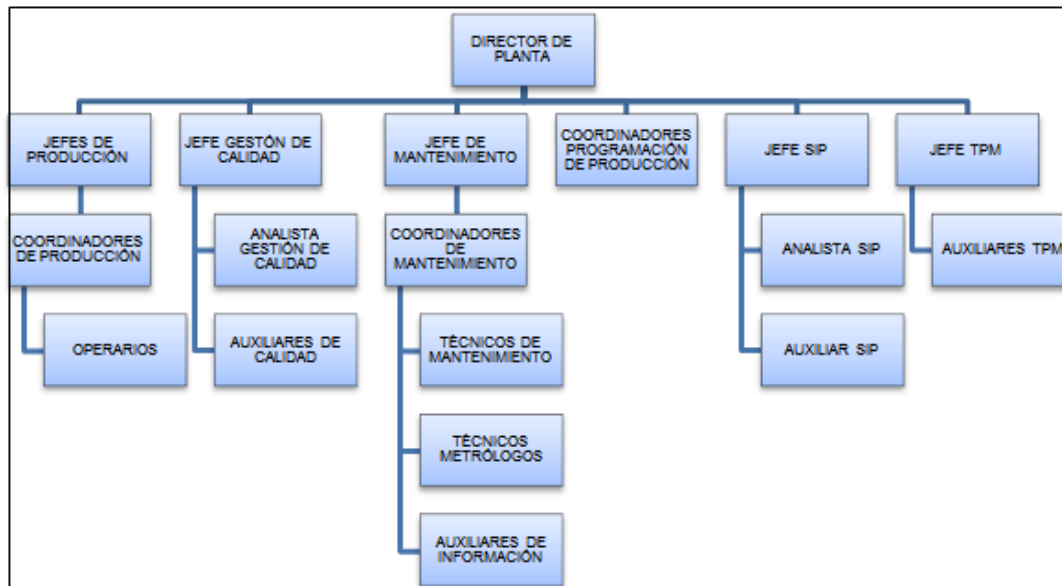 DIRECTOR DE
PLANTA
JEFES DE
PRODUCCIÓN
JEFE GESTÓN DE
CALIDAD
JEFE DE
MANTENIMIENTO
COORDINADORES
PROGRAMACIÓN
DE PRODUCCIÓN
JEFE SIP
JEFE TPM
COORDINADORES
DE PRODUCCIÓN
ANALISTA
GESTIÓN DE
CALIDAD
COORDINADORES
DE
MANTENIMIENTO
ANALISTA SIP
AUXILIARES TPM
OPERARIOS
AUXILIARES DE
CALIDAD
TÉCNICOS DE
MANTENIMIENTO
AUXILIAR SIP
TÉCNICOS
METRÓLOGOS
AUXILIARES DE
INFORMACIÓN